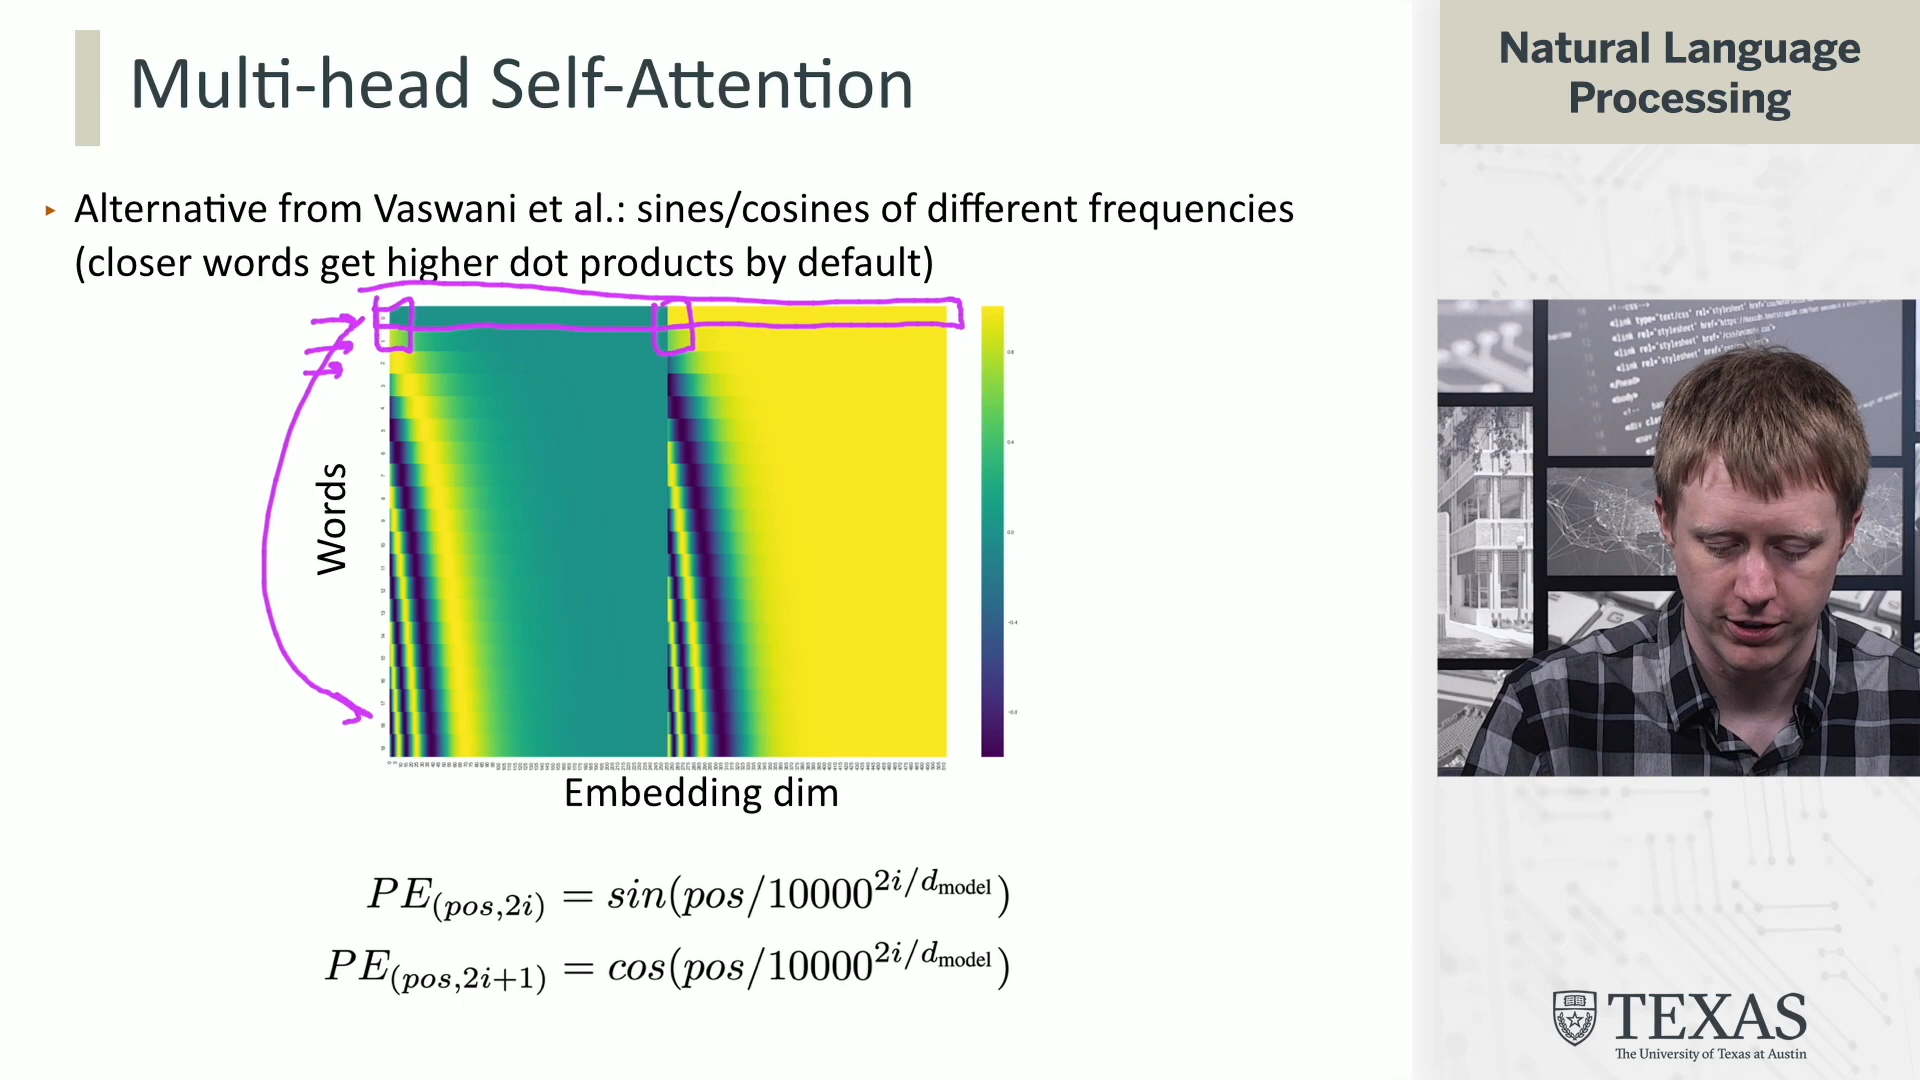 Multi-head Self-Attention
Natural Language
Processing
▸ Alternative from Vaswani et al.: sines/cosines of different frequencies
(closer words get higher dot products by default)
Words
Embedding dim
PE(pos,2i) = sin(pos/10000^2i/d_model)
PE(pos,2i+1) = cos(pos/10000^2i/d_model)
TEXAS
The University of Texas at Austin